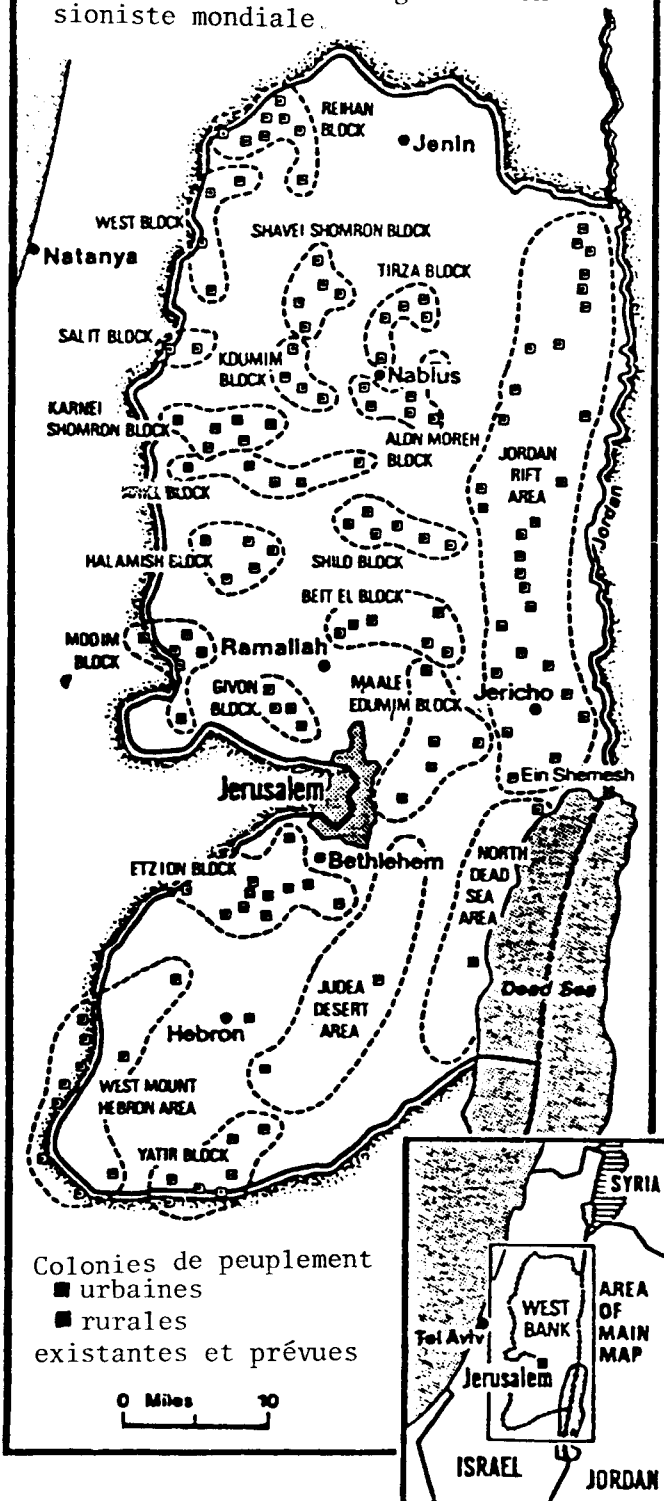 sioniste mondiale.
REIHAN
BLOCK
Jenin
WEST BLOCK
SHAVEI SHOMRON BLOCK
Natanya
TIRZA BLOCK
SALIT BLOCK
KDUMIM
BLOCK
Nablus
KARNEI
SHOMRON BLOCK
ALON MOREH
BLOCK
JORDAN
RIFT
AREA
Jordan
BLOCK
HALAMISH BLOCK
SHILO BLOCK
BEIT EL BLOCK
MODIM
BLOCK
Ramallah
GIVON
BLOCK
MAALE
EDUMIM BLOCK
Jericho
Jerusalem
Ein Shemesh
ETZION BLOCK
Bethlehem
NORTH
DEAD
SEA
AREA
JUDEA
DESERT
AREA
Dead Sea
Hebron
WEST MOUNT
HEBRON AREA
YATIR BLOCK
Colonies de peuplement
urbaines
rurales
existantes et prévues
0 Miles 10
SYRIA
WEST
BANK
AREA
OF
MAIN
MAP
Tel Aviv
Jerusalem
ISRAEL
JORDAN